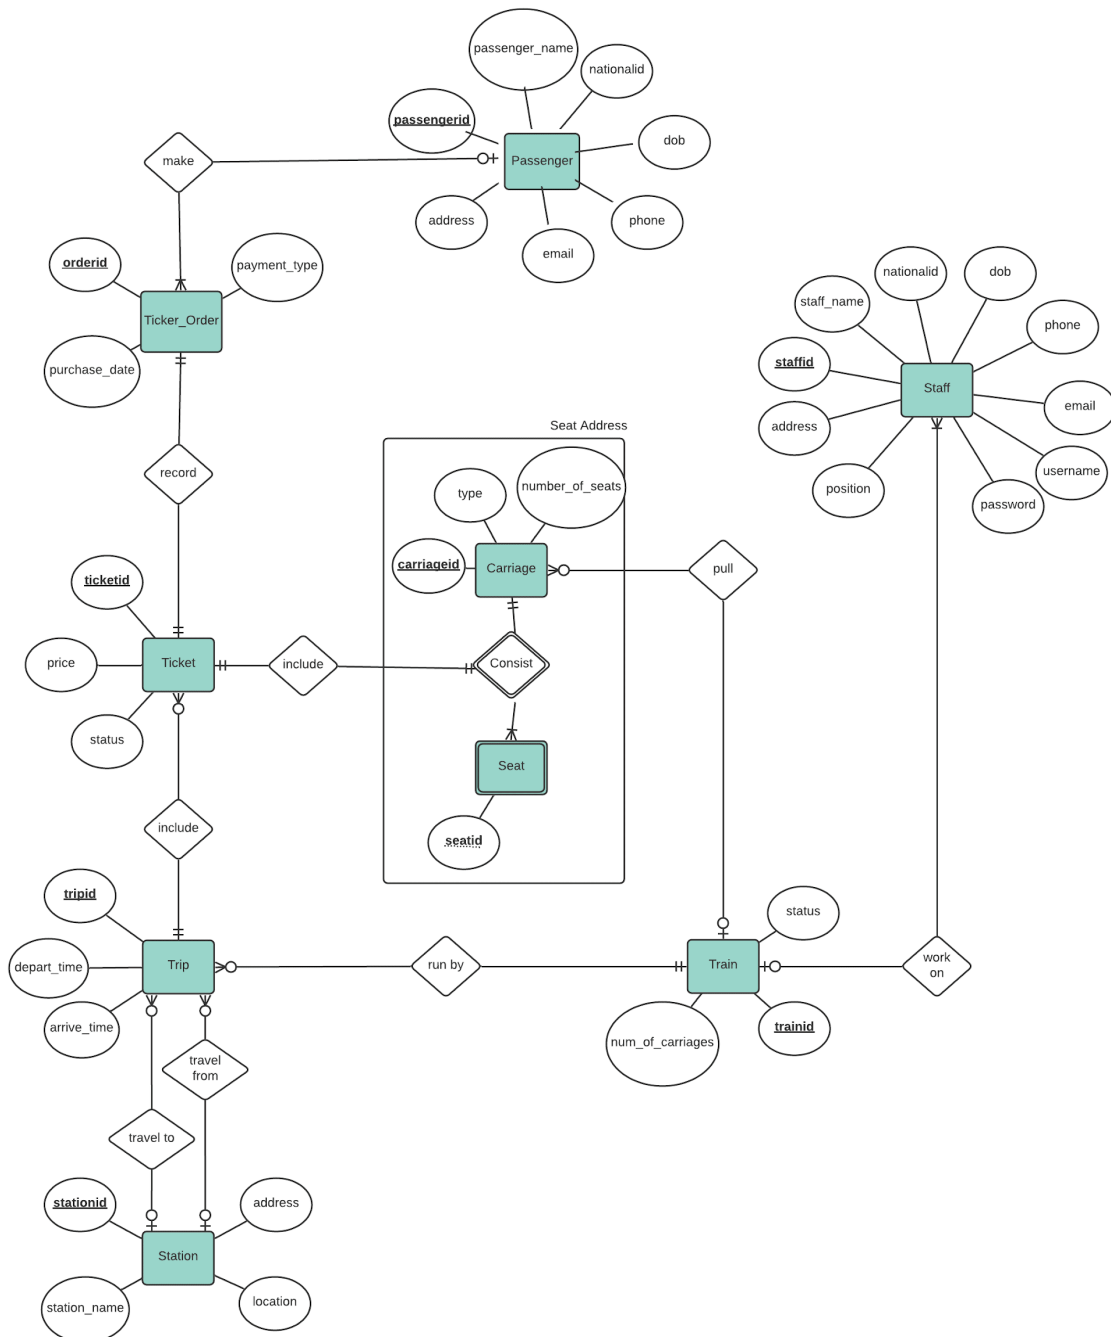 passenger_name
nationalid
passengerid
dob
Passenger
make
address
phone
email
orderid
payment_type
Ticker_Order
purchase_date
nationalid
dob
staff_name
phone
staffid
Staff
email
address
username
position
password
Seat Address
record
type
number_of_seats
carriageid
Carriage
pull
ticketid
price
Ticket
include
Consist
status
Seat
include
seatid
tripid
status
depart_time
Trip
run by
Train
work
on
arrive_time
num_of_carriages
trainid
travel
from
travel to
stationid
address
Station
station_name
location